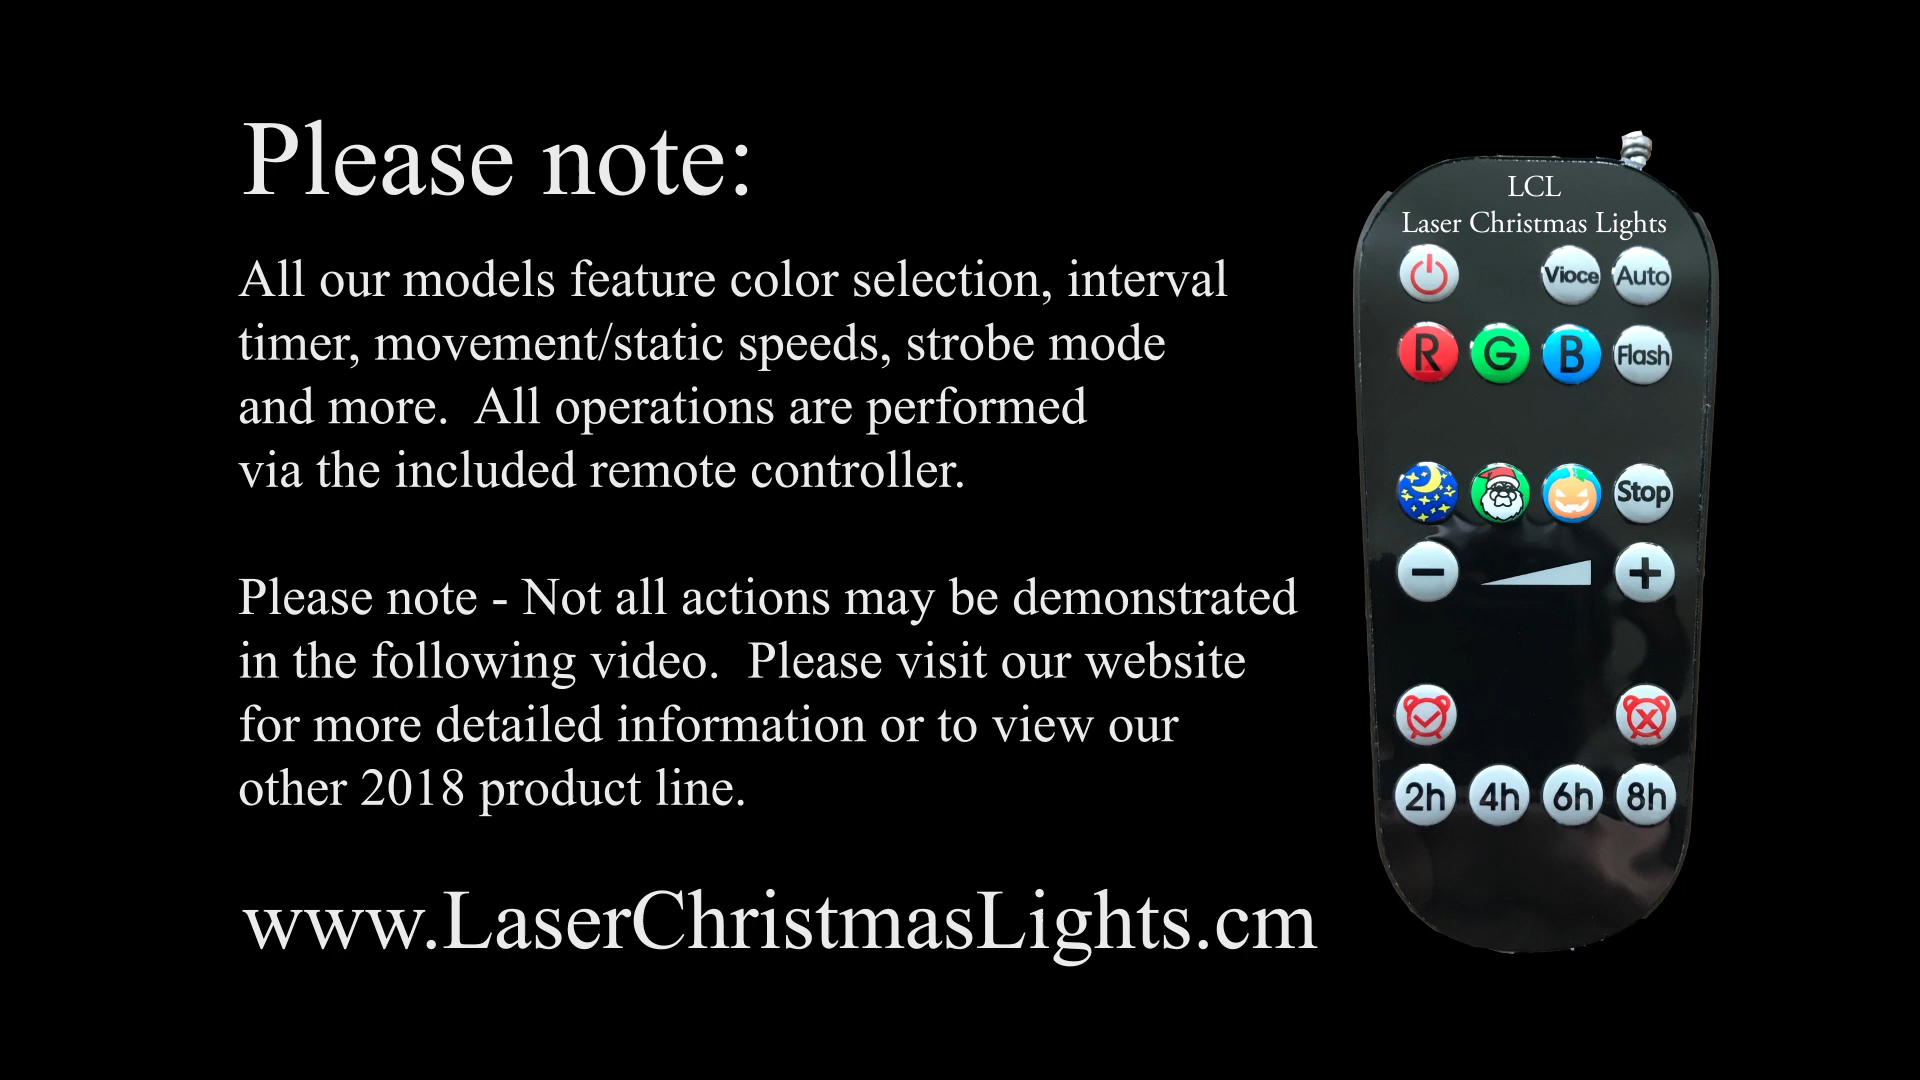 Please note:
All our models feature color selection, interval
timer, movement/static speeds, strobe mode
and more.  All operations are performed
via the included remote controller.
Please note - Not all actions may be demonstrated
in the following video.  Please visit our website
for more detailed information or to view our
other 2018 product line.
www.LaserChristmasLights.cm
LCL
Laser Christmas Lights
Vioce Auto
R G B Flash
Stop
- +
2h 4h 6h 8h